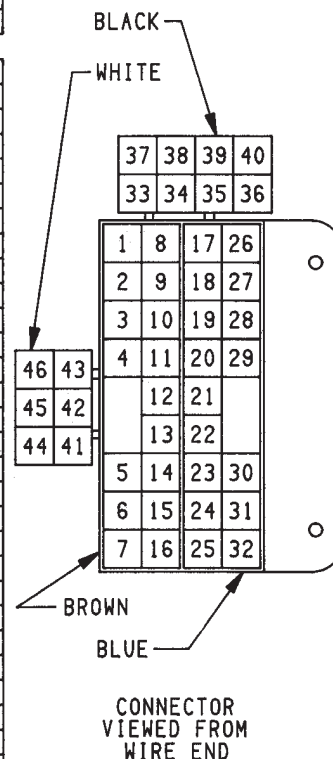 BLACK
WHITE
37 38 39 40
33 34 35 36
1 8 17 26
2 9 18 27
3 10 19 28
46 43 4 11 20 29
45 42 12 21
44 41 13 22
5 14 23 30
6 15 24 31
7 16 25 32
BROWN
BLUE
CONNECTOR
VIEWED FROM
WIRE END